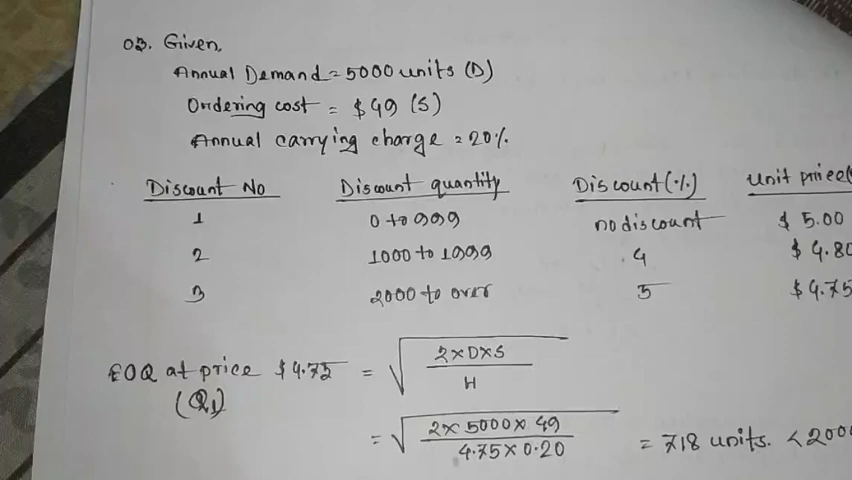 03. Given,
Annual Demand = 5000 units (D)
Ordering cost = $49 (S)
Annual carrying charge = 20%
Discount No Discount quantity Discount (%) Unit price(
1 0 to 999 no discount $ 5.00
2 1000 to 1999 4 $ 4.80
3 2000 to over 5 $ 4.75
EOQ at price $4.75 = √ 2×D×S / H
(Q1)
= √ 2×5000×49 / 4.75×0.20 = 718 units. < 2000